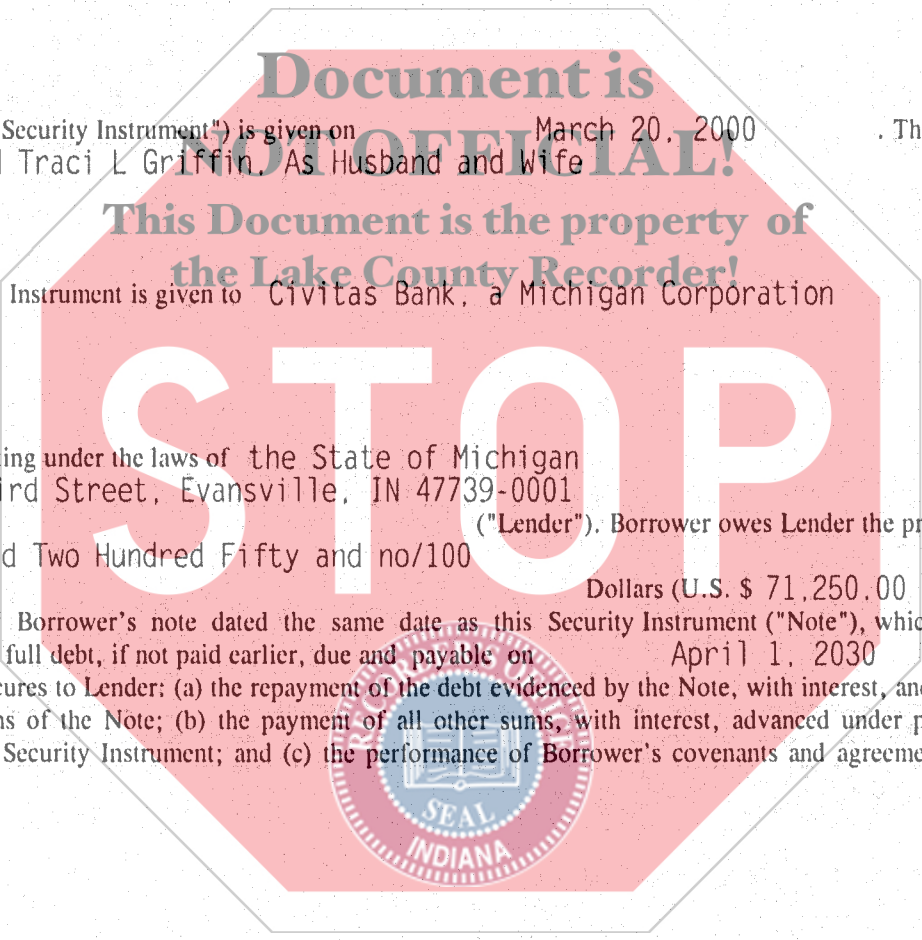 Document is
Security Instrument") is given on March 20, 2000 . Th
NOT OFFICIAL!
Traci L Griffin, As Husband and Wife
This Document is the property of
the Lake County Recorder!
Instrument is given to Civitas Bank, a Michigan Corporation
STOP
ing under the laws of the State of Michigan
ird Street, Evansville, IN 47739-0001
("Lender"). Borrower owes Lender the pr
d Two Hundred Fifty and no/100
Dollars (U.S. $ 71,250.00
Borrower's note dated the same date as this Security Instrument ("Note"), whic
full debt, if not paid earlier, due and payable on April 1, 2030
cures to Lender: (a) the repayment of the debt evidenced by the Note, with interest, and
ns of the Note; (b) the payment of all other sums, with interest, advanced under p
Security Instrument; and (c) the performance of Borrower's covenants and agreeme
SEAL
INDIANA